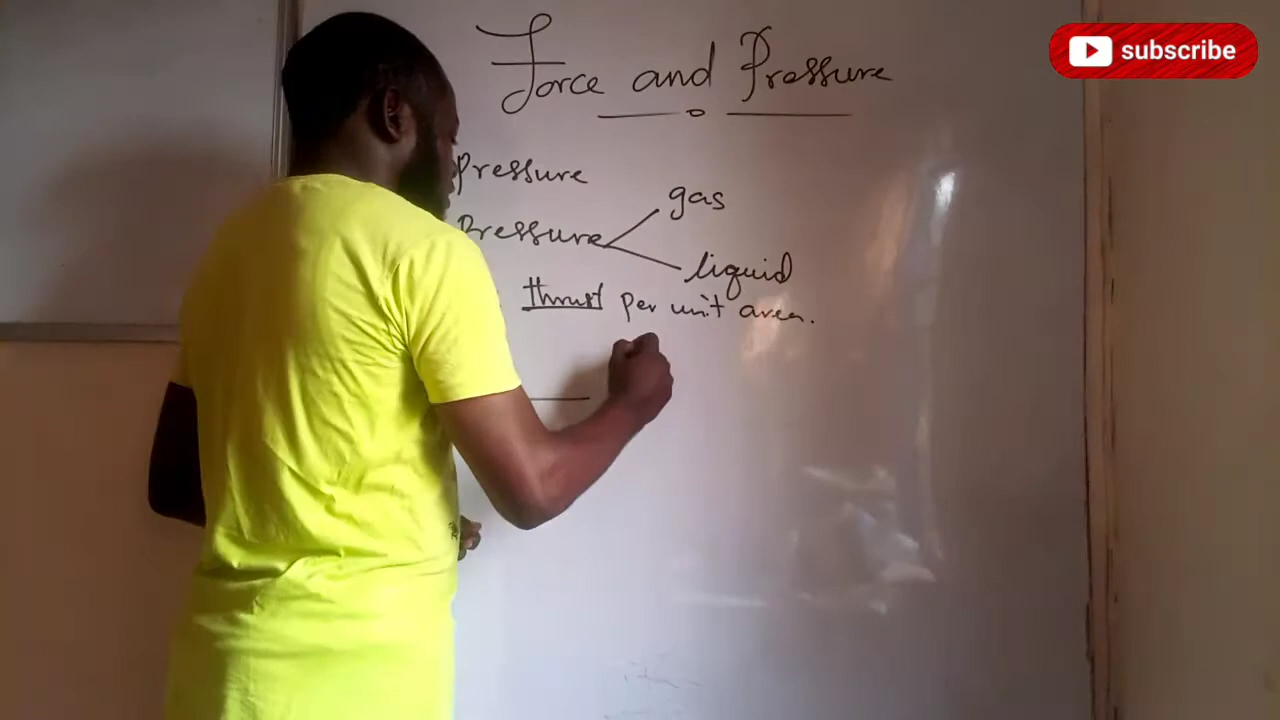 Force and Pressure
subscribe
Pressure
Pressure
gas
liquid
thrust per unit area.